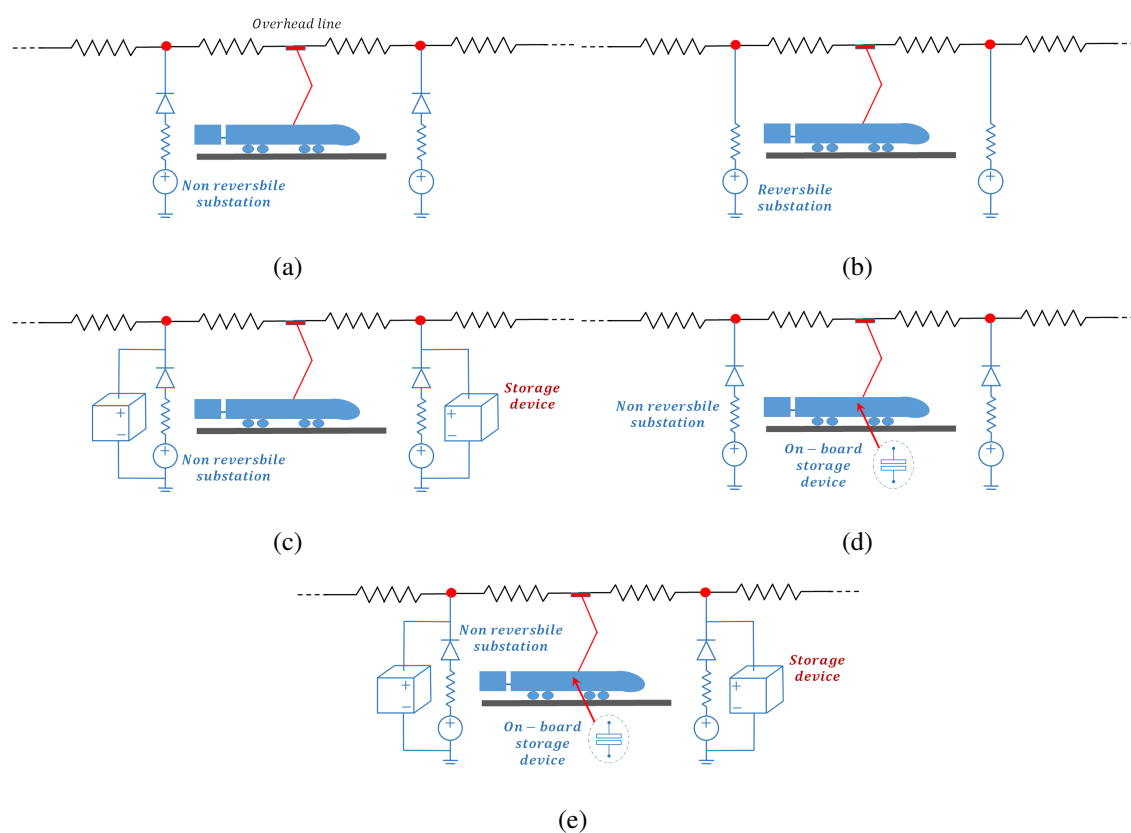 Overhead line
Non reversbile
substation
(a)
Reversbile
substation
(b)
+
−
Non reversbile
substation
+
Storage
device
+
−
(c)
Non reversbile
substation
On − board
storage
device
(d)
Non reversbile
substation
+
−
On − board
storage
device
Storage
device
+
−
(e)